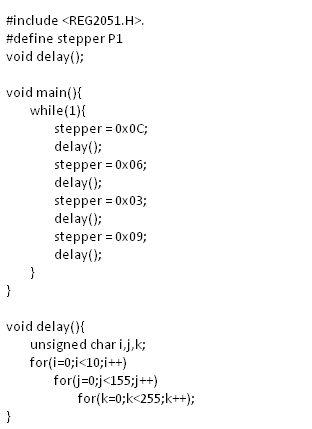 #include <REG2051.H>.
#define stepper P1
void delay();
void main(){
while(1){
stepper = 0x0C;
delay();
stepper = 0x06;
delay();
stepper = 0x03;
delay();
stepper = 0x09;
delay();
}
}
void delay(){
unsigned char i,j,k;
for(i=0;i<10;i++)
for(j=0;j<155;j++)
for(k=0;k<255;k++);
}